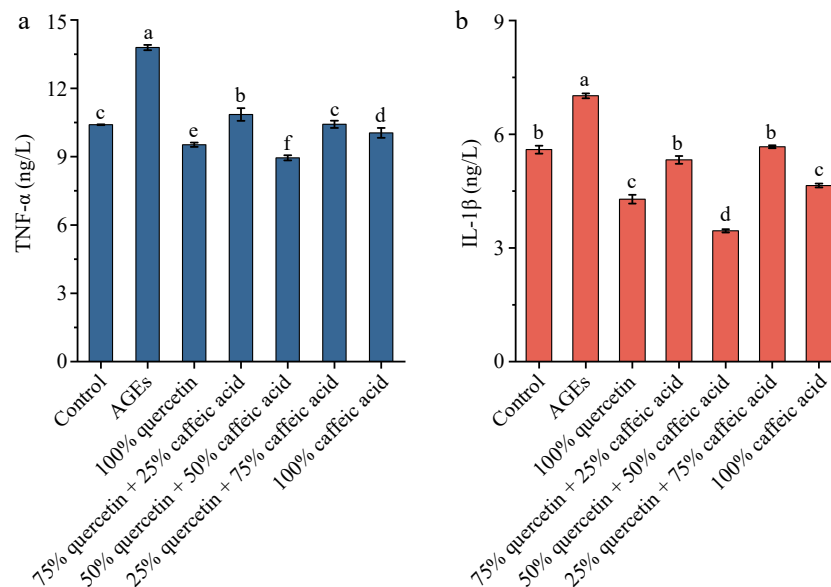 a
TNF-α (ng/L)
15
12
9
6
3
0
c
a
e
b
f
c
d
Control
AGEs
100% quercetin
75% quercetin + 25% caffeic acid
50% quercetin + 50% caffeic acid
25% quercetin + 75% caffeic acid
100% caffeic acid
b
IL-1β (ng/L)
9
6
3
0
b
a
c
b
d
b
c
Control
AGEs
100% quercetin
75% quercetin + 25% caffeic acid
50% quercetin + 50% caffeic acid
25% quercetin + 75% caffeic acid
100% caffeic acid